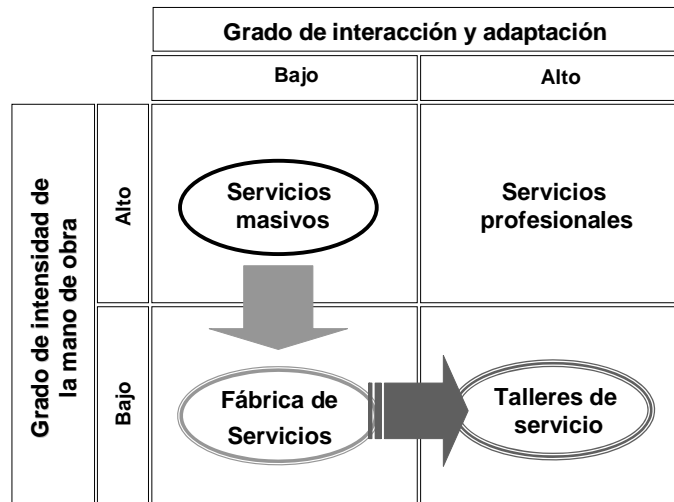 Grado de interacción y adaptación
Bajo
Alto
Grado de intensidad de
la mano de obra
Alto
Servicios
masivos
Servicios
profesionales
Bajo
Fábrica de
Servicios
Talleres de
servicio